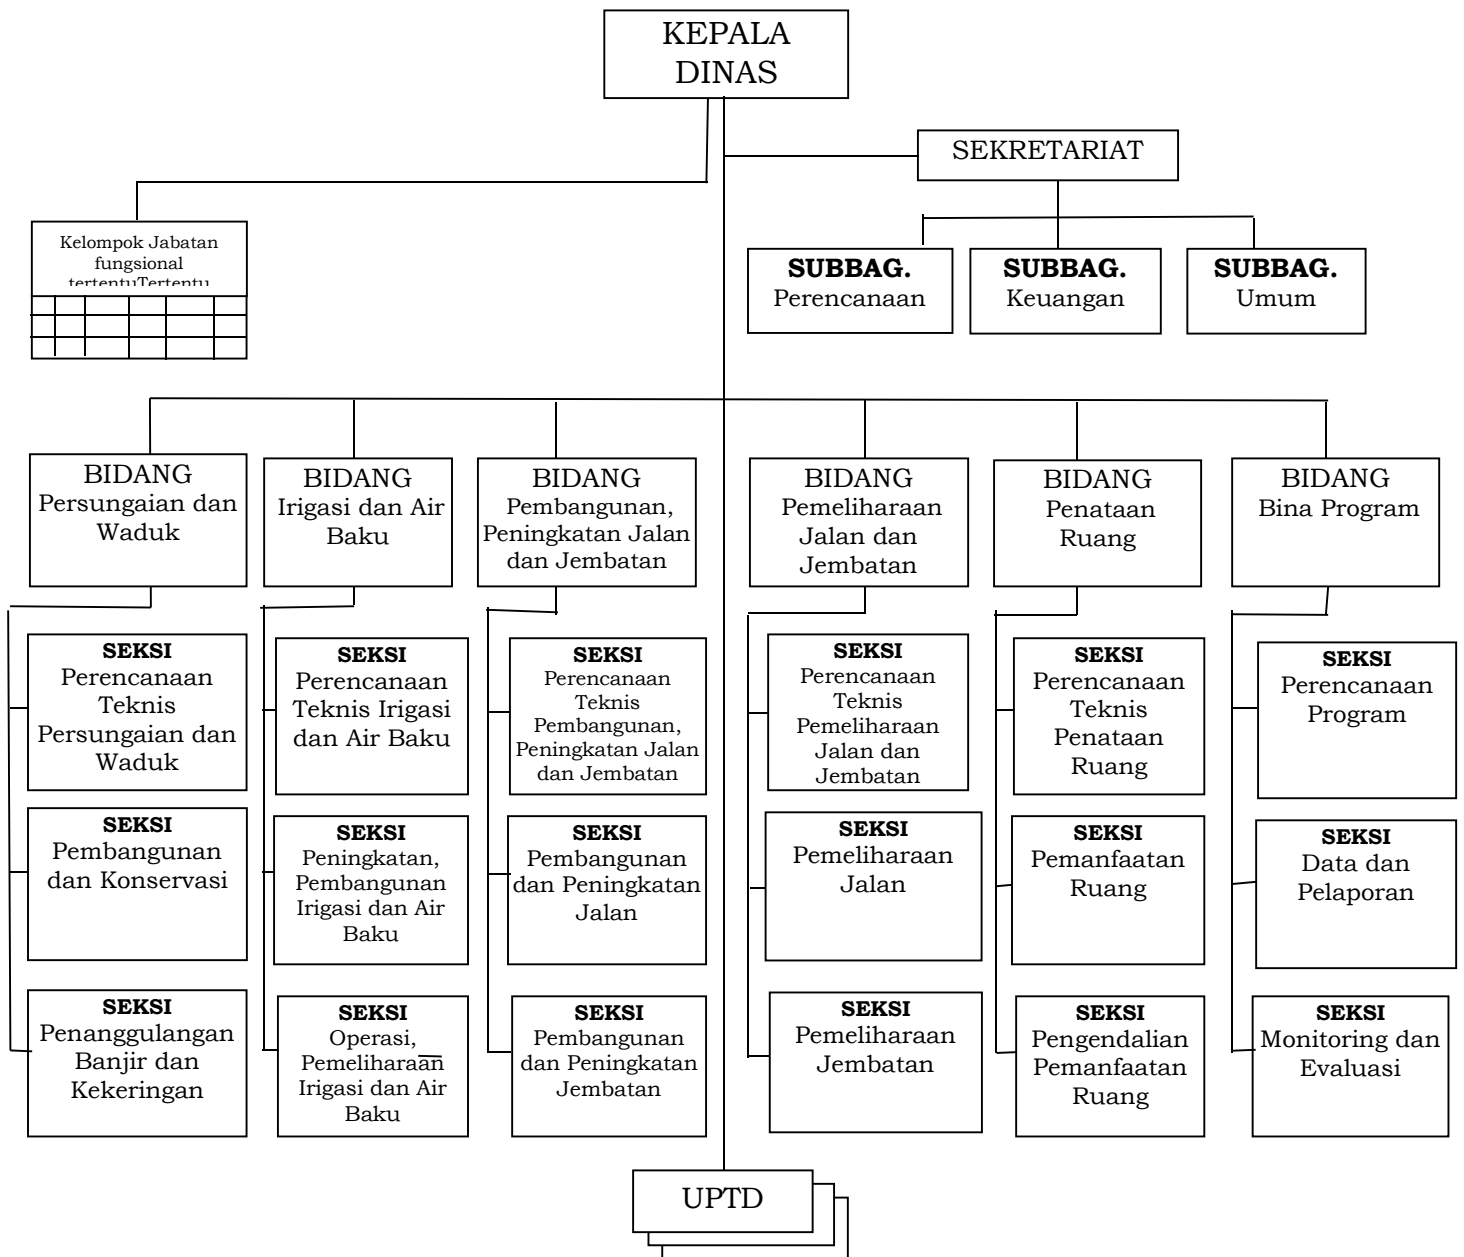 KEPALA
DINAS
SEKRETARIAT
Kelompok Jabatan
fungsional
tertentuTertentu
SUBBAG.
Perencanaan
SUBBAG.
Keuangan
SUBBAG.
Umum
BIDANG
Persungaian dan
Waduk
BIDANG
Irigasi dan Air
Baku
BIDANG
Pembangunan,
Peningkatan Jalan
dan Jembatan
BIDANG
Pemeliharaan
Jalan dan
Jembatan
BIDANG
Penataan
Ruang
BIDANG
Bina Program
SEKSI
Perencanaan
Teknis
Persungaian dan
Waduk
SEKSI
Perencanaan
Teknis Irigasi
dan Air Baku
SEKSI
Perencanaan
Teknis
Pembangunan,
Peningkatan Jalan
dan Jembatan
SEKSI
Perencanaan
Teknis
Pemeliharaan
Jalan dan
Jembatan
SEKSI
Perencanaan
Teknis
Penataan
Ruang
SEKSI
Perencanaan
Program
SEKSI
Pembangunan
dan Konservasi
SEKSI
Peningkatan,
Pembangunan
Irigasi dan Air
Baku
SEKSI
Pembangunan
dan Peningkatan
Jalan
SEKSI
Pemeliharaan
Jalan
SEKSI
Pemanfaatan
Ruang
SEKSI
Data dan
Pelaporan
SEKSI
Penanggulangan
Banjir dan
Kekeringan
SEKSI
Operasi,
Pemeliharaan
Irigasi dan Air
Baku
SEKSI
Pembangunan
dan Peningkatan
Jembatan
SEKSI
Pemeliharaan
Jembatan
SEKSI
Pengendalian
Pemanfaatan
Ruang
SEKSI
Monitoring dan
Evaluasi
UPTD